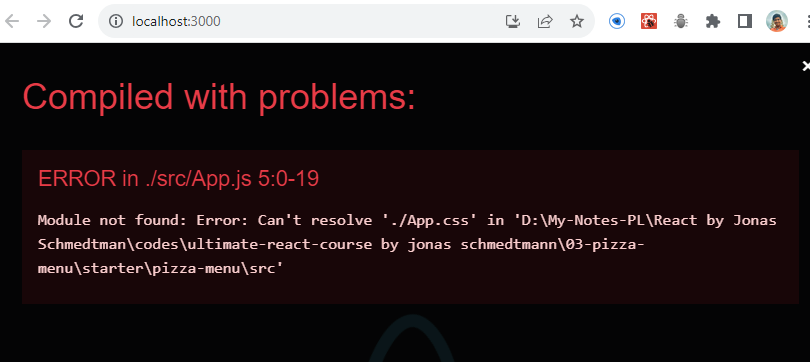 localhost:3000
Compiled with problems:
ERROR in ./src/App.js 5:0-19
Module not found: Error: Can't resolve './App.css' in 'D:\My-Notes-PL\React by Jonas
Schmedtman\codes\ultimate-react-course by jonas schmedtmann\03-pizza-
menu\starter\pizza-menu\src'